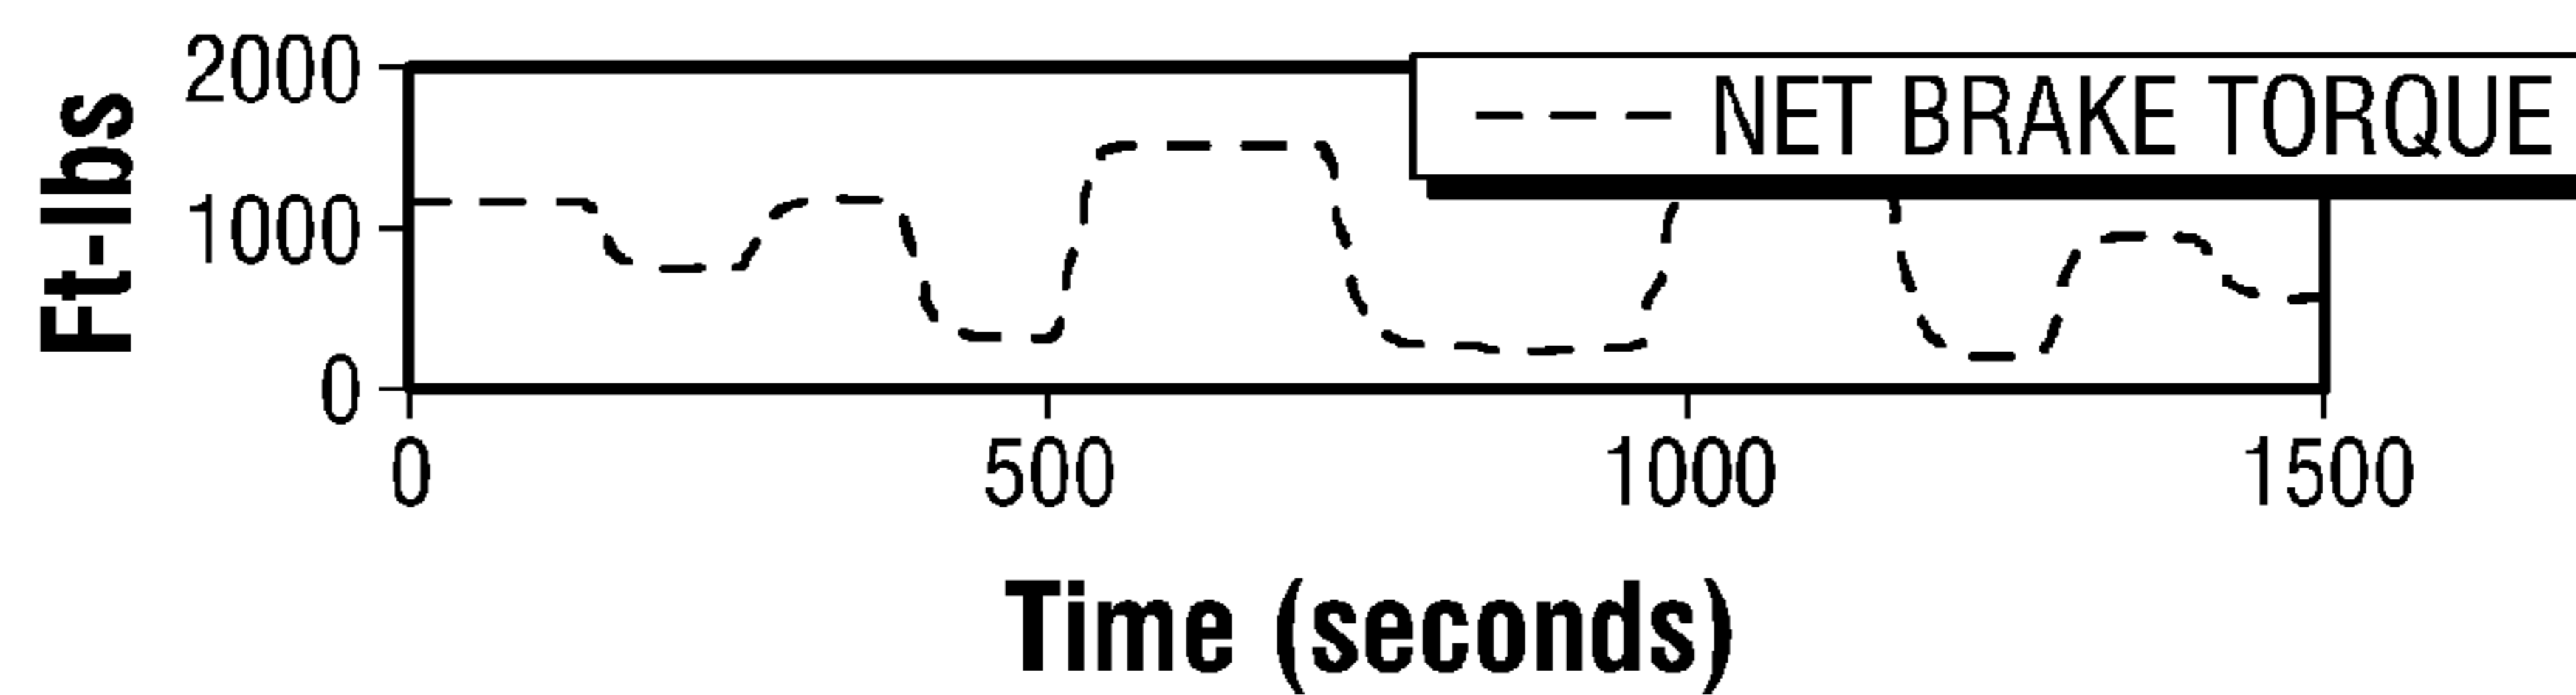 2000
NET BRAKE TORQUE
Ft-lbs
1000
0
0 500 1000 1500
Time (seconds)